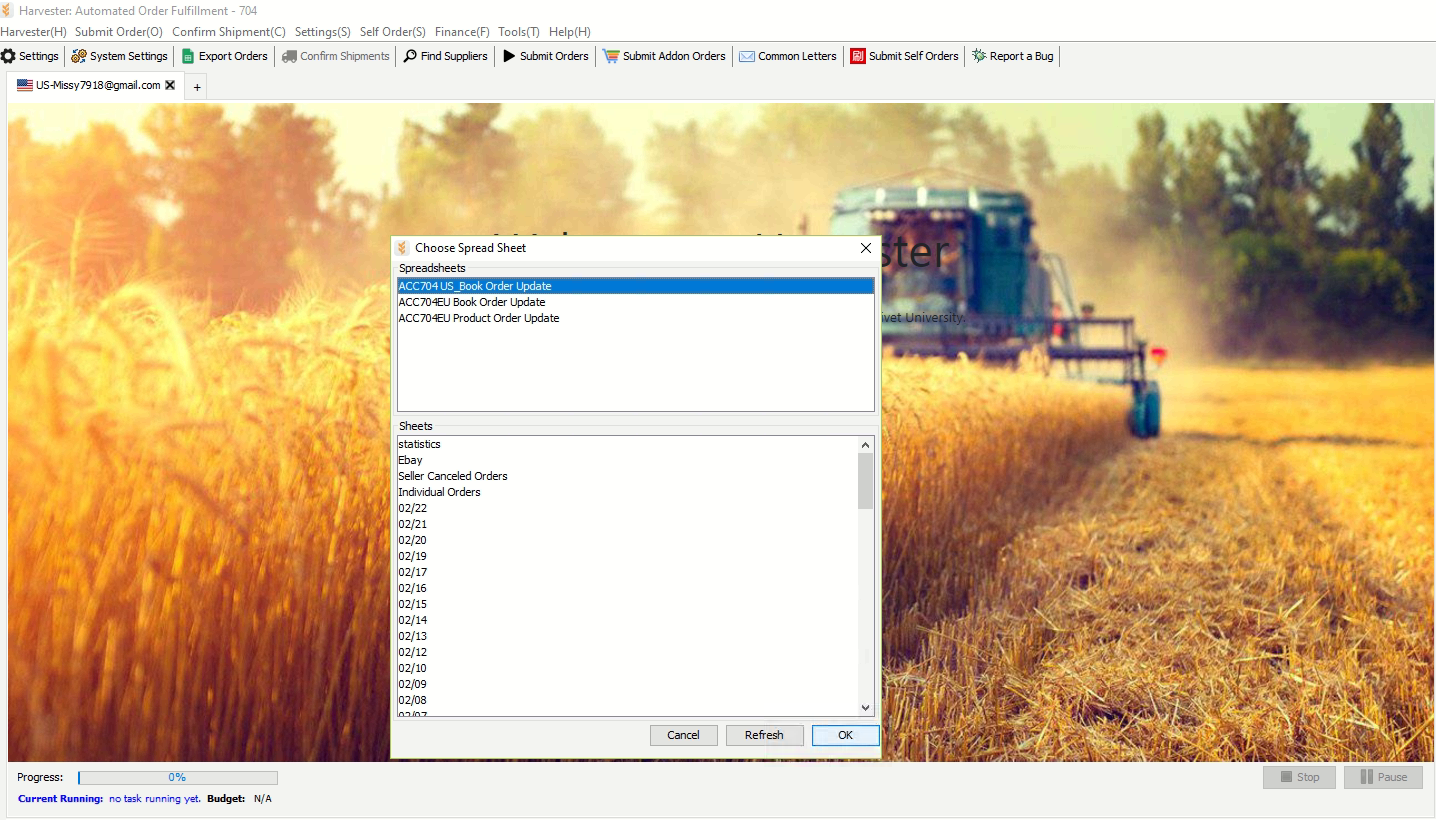 Harvester: Automated Order Fulfillment - 704
Harvester(H) Submit Order(O) Confirm Shipment(C) Settings(S) Self Order(S) Finance(F) Tools(T) Help(H)
Settings System Settings Export Orders Confirm Shipments Find Suppliers Submit Orders Submit Addon Orders Common Letters Submit Self Orders Report a Bug
US-Missy7918@gmail.com +
Choose Spread Sheet
Spreadsheets
ACC704 US_Book Order Update
ACC704EU Book Order Update
ACC704EU Product Order Update
ster
ivet University.
Sheets
statistics
Ebay
Seller Canceled Orders
Individual Orders
02/22
02/21
02/20
02/19
02/17
02/16
02/15
02/14
02/13
02/12
02/10
02/09
02/08
02/07
Cancel Refresh OK
Progress: 0% Stop Pause
Current Running: no task running yet. Budget: N/A